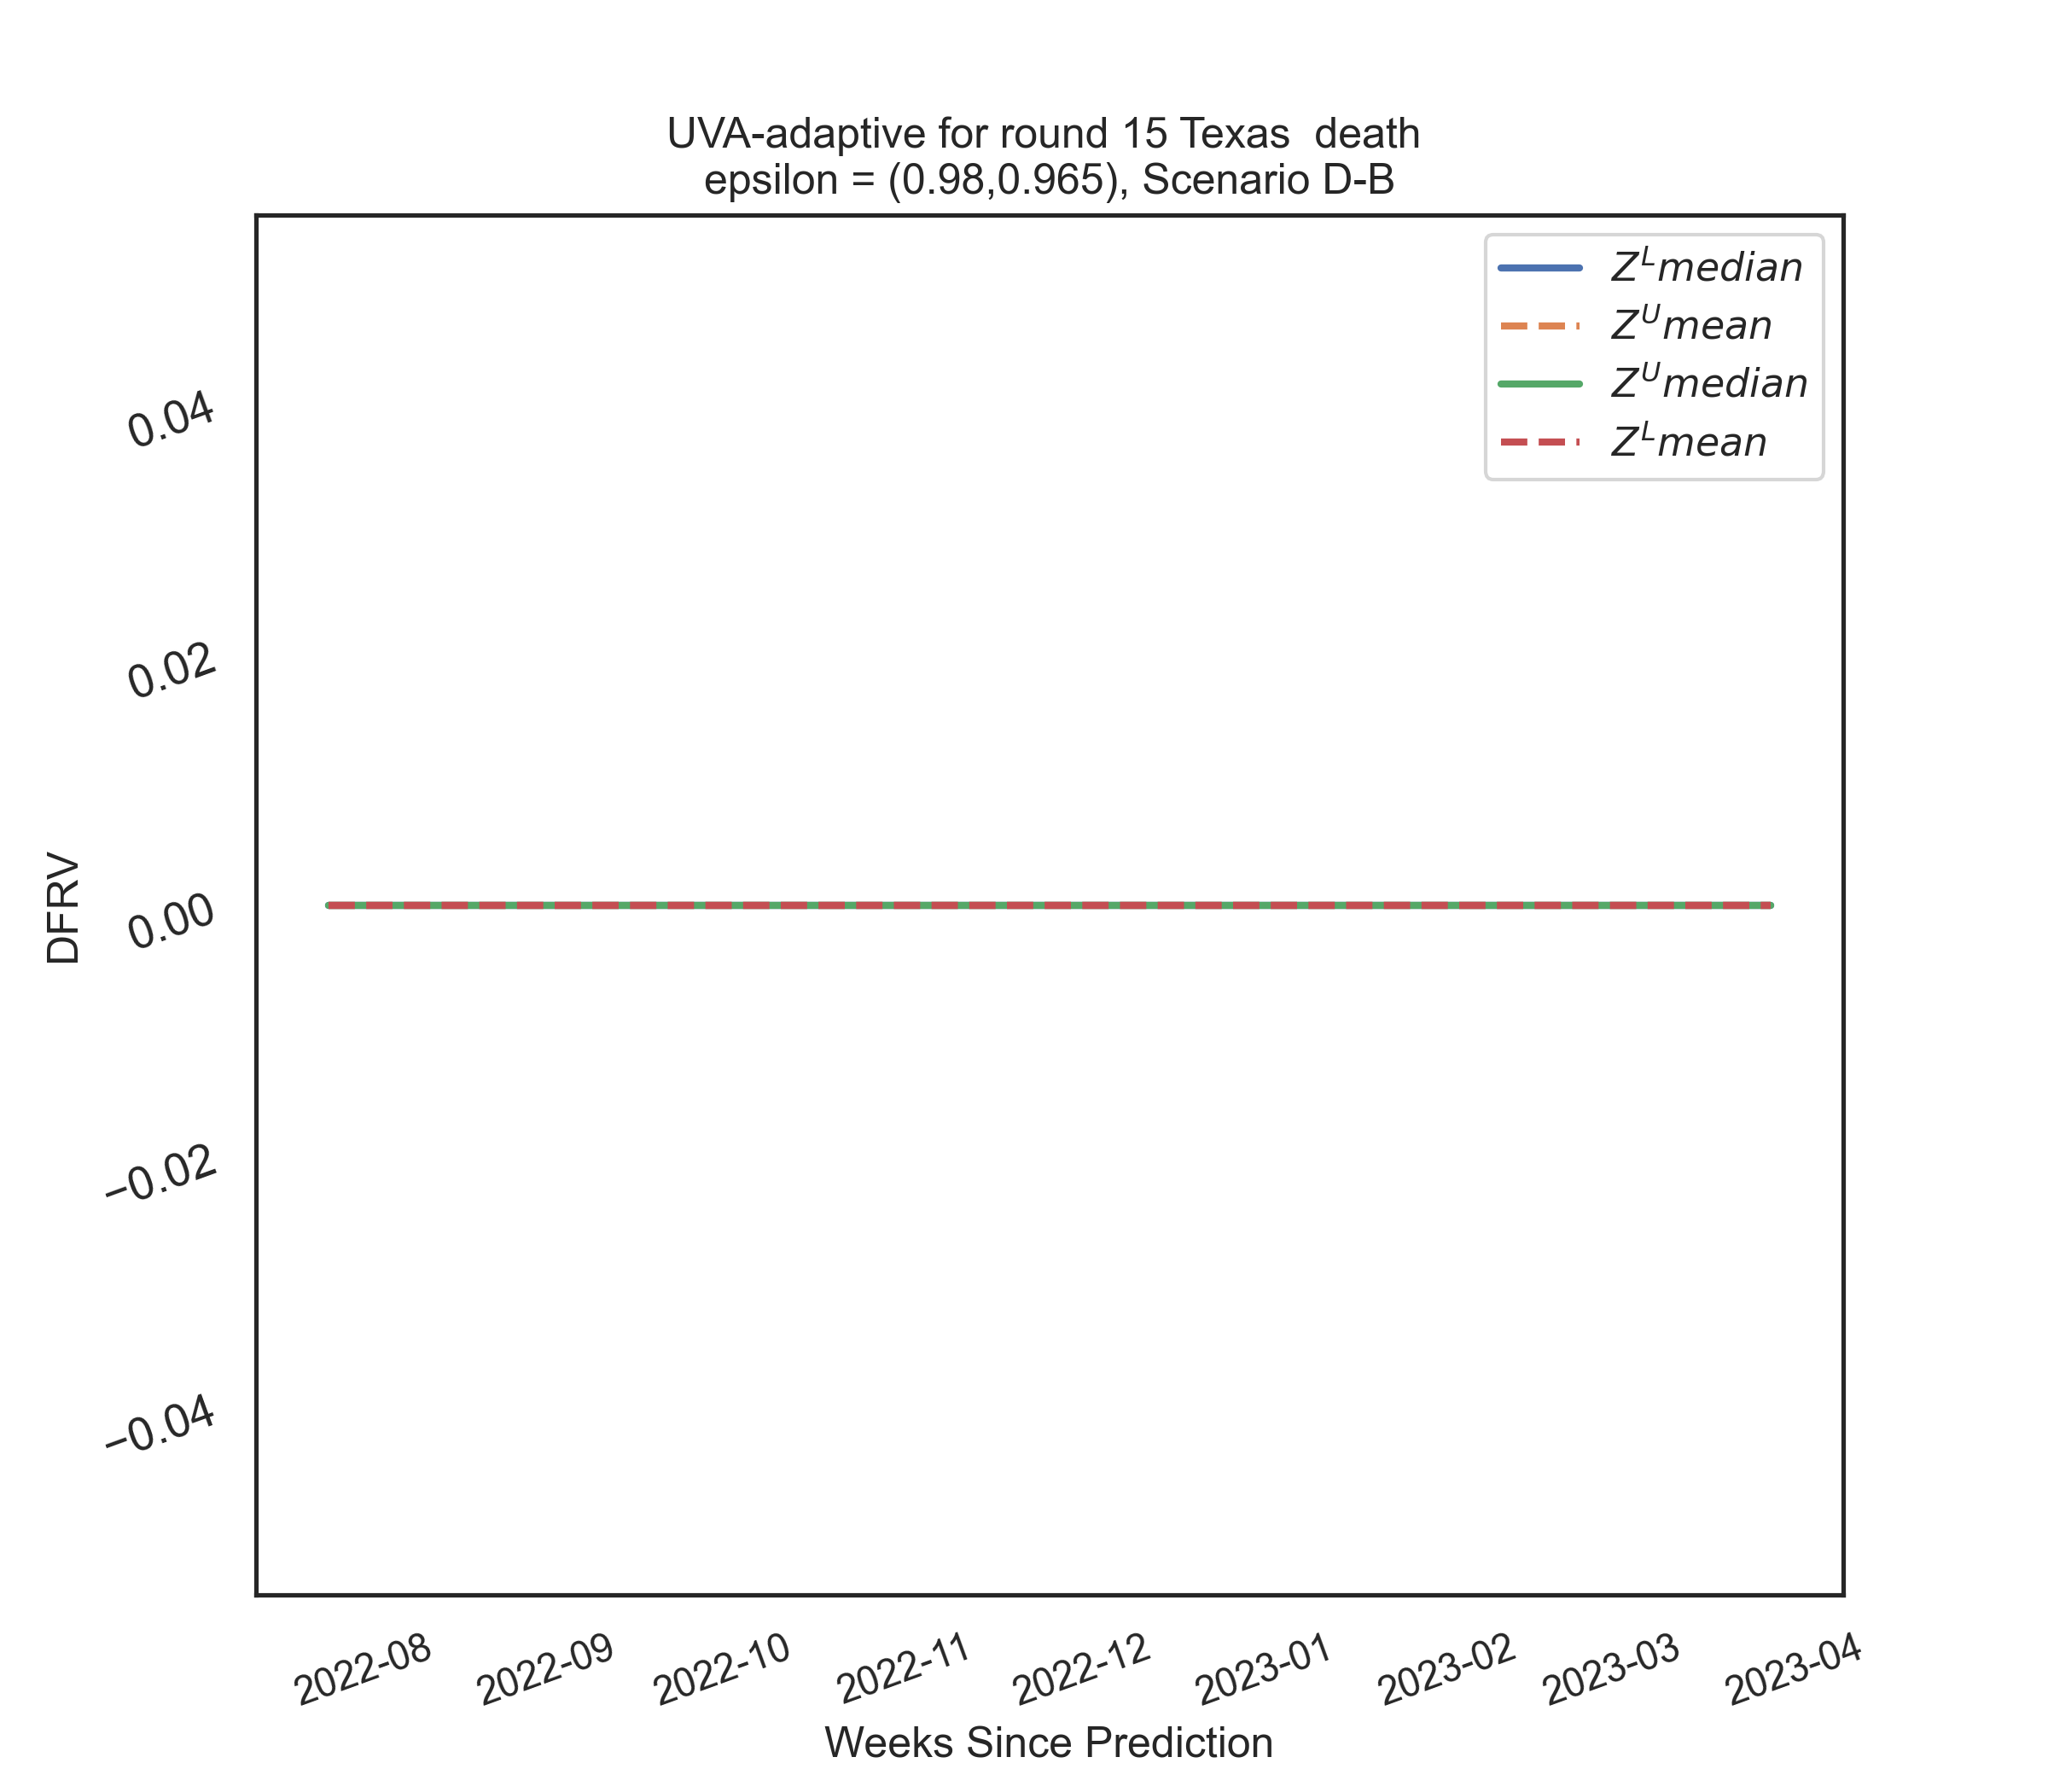 UVA-adaptive for round 15 Texas  death
epsilon = (0.98,0.965), Scenario D-B
Z^L median
Z^U mean
Z^U median
Z^L mean
0.04
0.02
0.00
−0.02
−0.04
DFRV
2022-08
2022-09
2022-10
2022-11
2022-12
2023-01
2023-02
2023-03
2023-04
Weeks Since Prediction